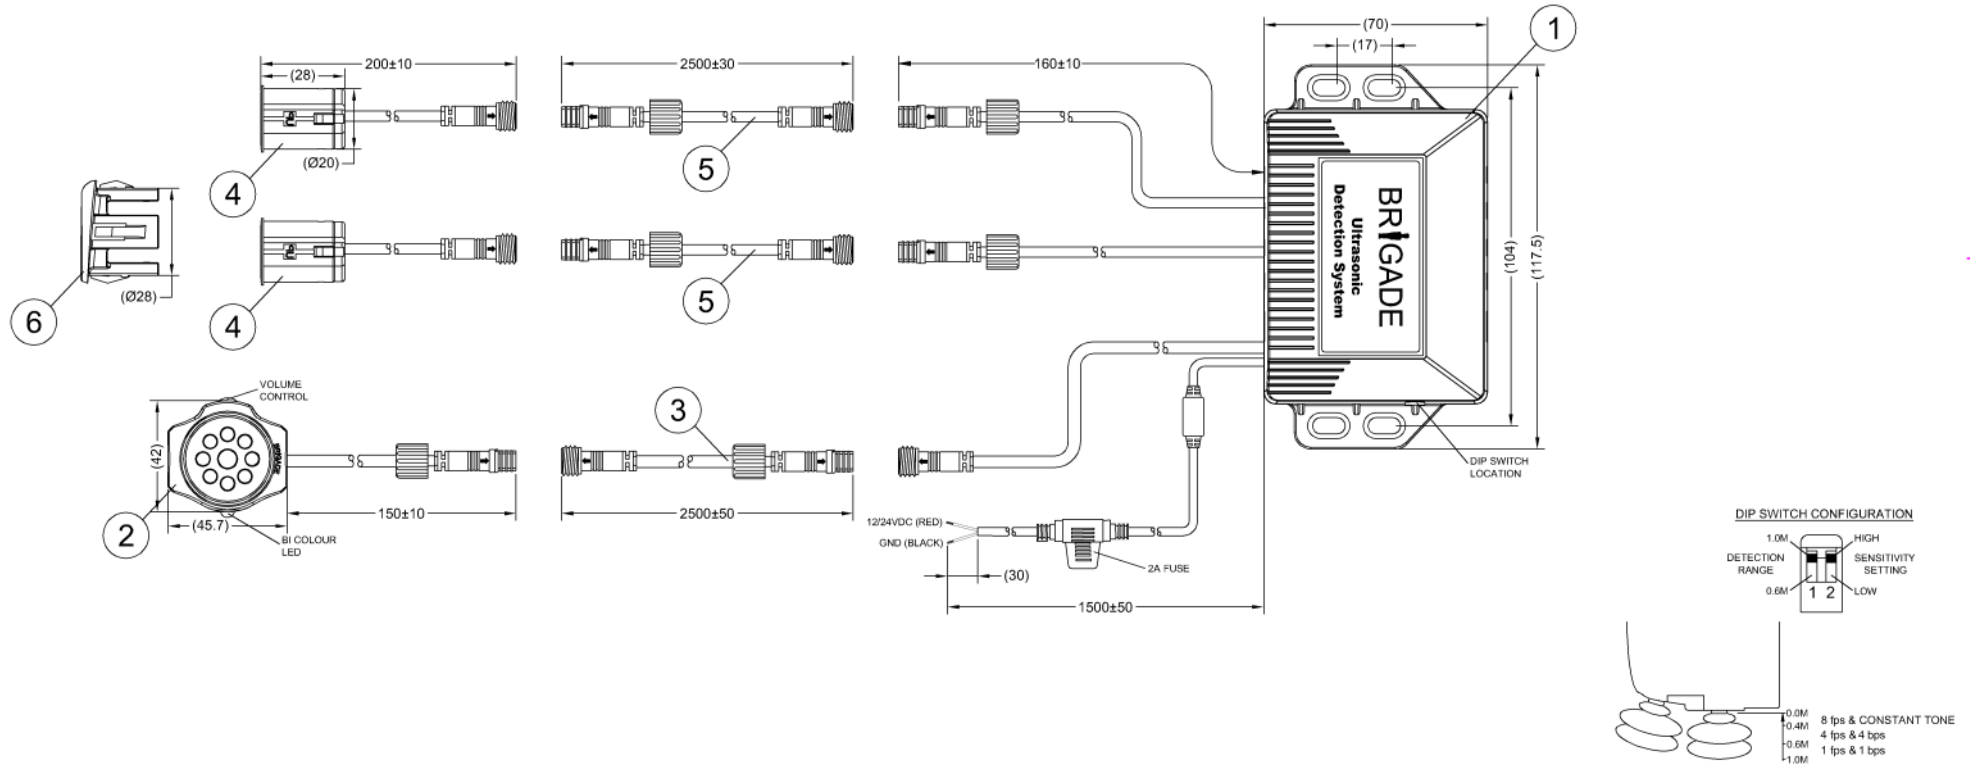 (70)
1
(17)
200±10
2500±30
160±10
(28)
(Ø20)
4
5
BRIGADE
Ultrasonic
Detection System
(104)
(117.5)
(Ø28)
6
4
5
VOLUME
CONTROL
3
(42)
2
(45.7)
150±10
2500±50
BI COLOUR
LED
12/24VDC (RED)
GND (BLACK)
(30)
2A FUSE
1500±50
DIP SWITCH
LOCATION
DIP SWITCH CONFIGURATION
1.0M
HIGH
DETECTION
RANGE
SENSITIVITY
SETTING
0.6M
1 2
LOW
0.0M
0.4M
0.6M
1.0M
8 fps & CONSTANT TONE
4 fps & 4 bps
1 fps & 1 bps